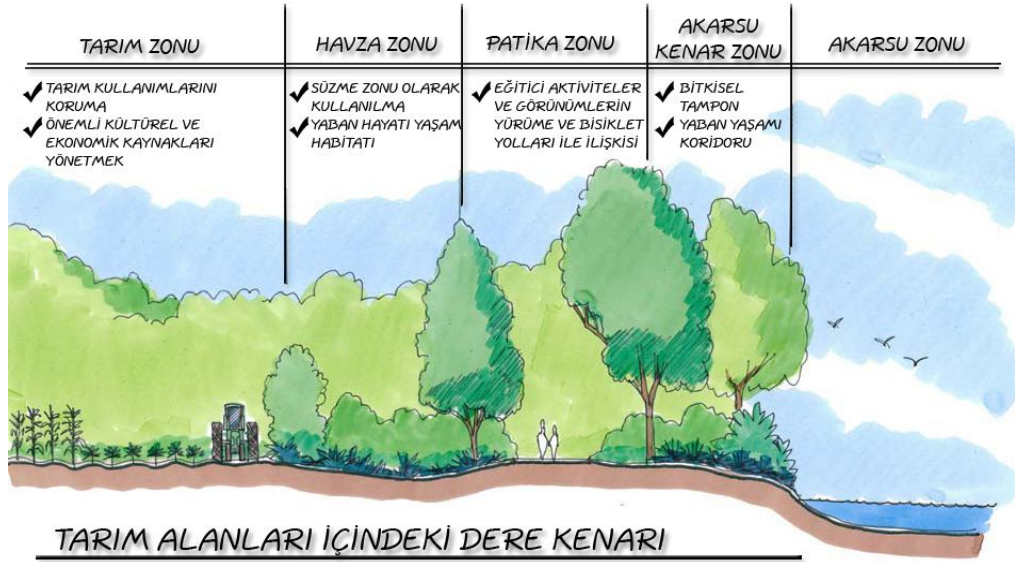 TARIM ZONU
HAVZA ZONU
PATİKA ZONU
AKARSU
KENAR ZONU
AKARSU ZONU
TARIM KULLANIMLARINI
KORUMA
ÖNEMLİ KÜLTÜREL VE
EKONOMİK KAYNAKLARI
YÖNETMEK
SÜZME ZONU OLARAK
KULLANILMA
YABAN HAYATI YAŞAM
HABITATI
EĞİTİCİ AKTİVİTELER
VE GÖRÜNÜMLERİN
YÜRÜME VE BİSİKLET
YOLLARI İLE İLİŞKİSİ
BİTKİSEL
TAMPON
YABAN YAŞAMI
KORİDORU
TARIM ALANLARI İÇİNDEKİ DERE KENARI